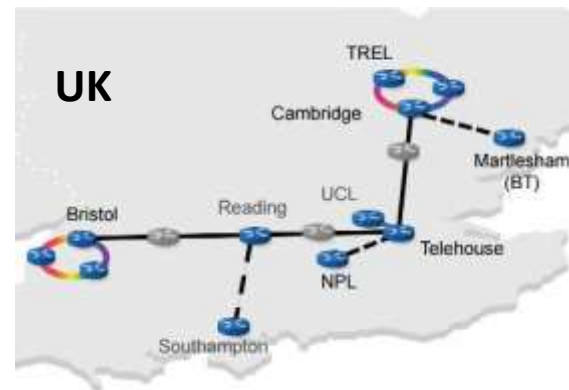 UK
TREL
Cambridge
Martlesham
(BT)
UCL
Reading
Bristol
Telehouse
NPL
Southampton